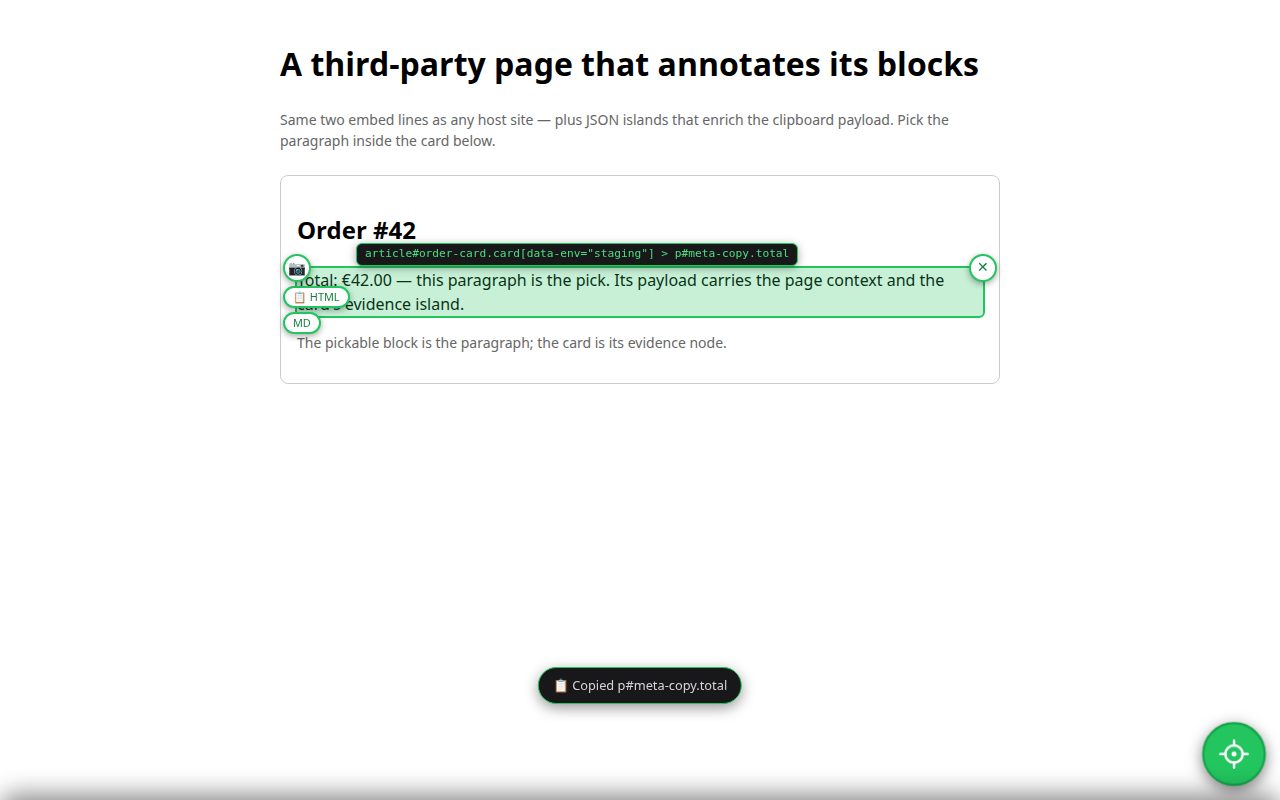 A third-party page that annotates its blocks
Same two embed lines as any host site — plus JSON islands that enrich the clipboard payload. Pick the
paragraph inside the card below.
Order #42
article#order-card.card[data-env="staging"] > p#meta-copy.total
Total: €42.00 — this paragraph is the pick. Its payload carries the page context and the
📋 HTML
card's evidence island.
MD
The pickable block is the paragraph; the card is its evidence node.
📋 Copied p#meta-copy.total